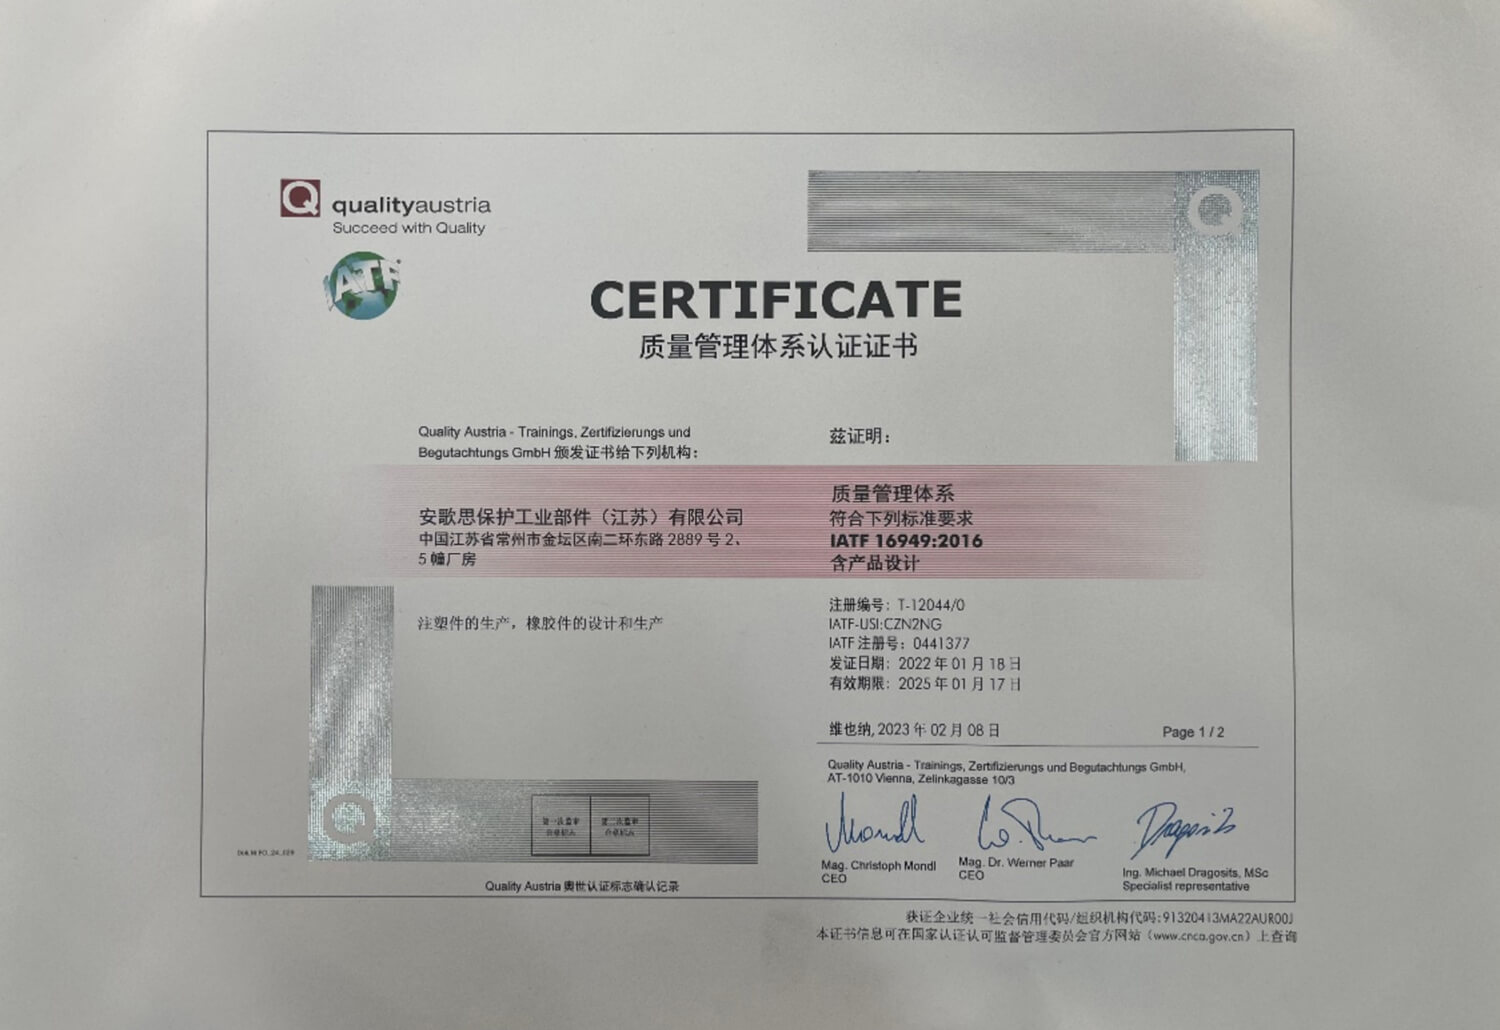 qualityaustria
Succeed with Quality
IATF
CERTIFICATE
质量管理体系认证证书
Quality Austria - Trainings, Zertifizierungs und
Begutachtungs GmbH 颁发证书给下列机构：
安歌思保护工业部件（江苏）有限公司
中国江苏省常州市金坛区南二环东路 2889 号 2、
5 幢厂房
注塑件的生产，橡胶件的设计和生产
兹证明：
质量管理体系
符合下列标准要求
IATF 16949:2016
含产品设计
注册编号：T-12044/0
IATF-USI:CZN2NG
IATF 注册号：0441377
发证日期：2022 年 01 月 18 日
有效期限：2025 年 01 月 17 日
维也纳, 2023 年 02 月 08 日
Page 1 / 2
Quality Austria - Trainings, Zertifizierungs und Begutachtungs GmbH,
AT-1010 Vienna, Zelinkagasse 10/3
Mag. Christoph Mondl
CEO
Mag. Dr. Werner Paar
CEO
Ing. Michael Dragosits, MSc
Specialist representative
第一次监审
第二次监审
Quality Austria 奥世认证标志确认记录
获证企业统一社会信用代码/组织机构代码：91320413MA22AUR00J
本证书信息可在国家认证认可监督管理委员会官方网站（www.cnca.gov.cn）上查询